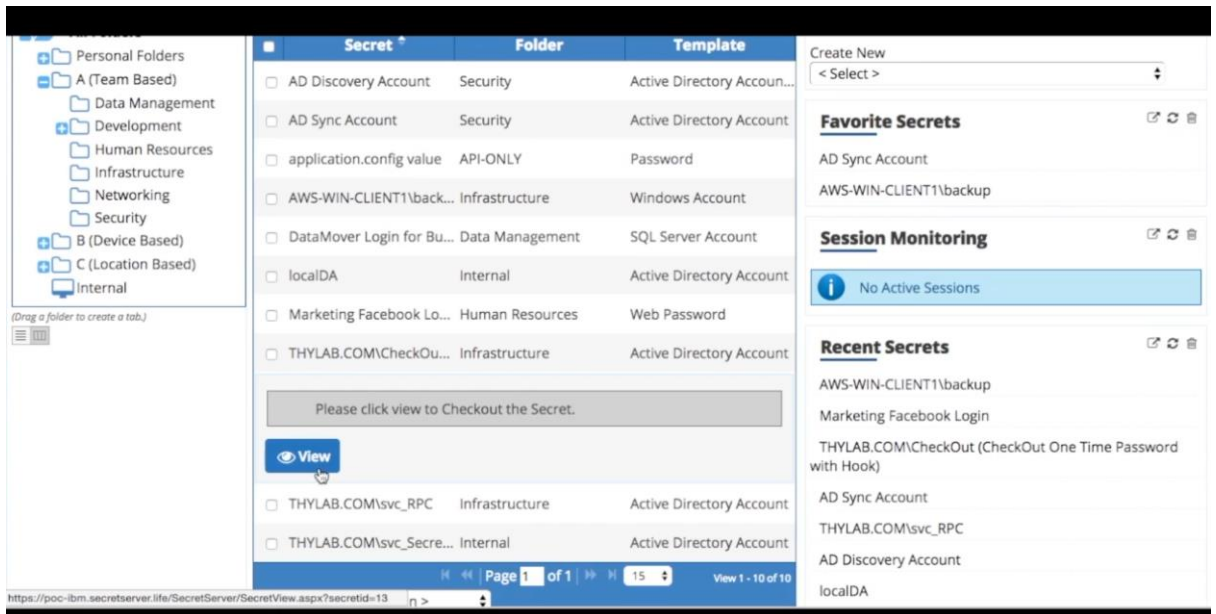 Personal Folders
A (Team Based)
Data Management
Development
Human Resources
Infrastructure
Networking
Security
B (Device Based)
C (Location Based)
Internal
(Drag a folder to create a tab.)
Secret Folder Template
AD Discovery Account Security Active Directory Accoun...
AD Sync Account Security Active Directory Account
application.config value API-ONLY Password
AWS-WIN-CLIENT1\back... Infrastructure Windows Account
DataMover Login for Bu... Data Management SQL Server Account
localDA Internal Active Directory Account
Marketing Facebook Lo... Human Resources Web Password
THYLAB.COM\CheckOu... Infrastructure Active Directory Account
Please click view to Checkout the Secret.
View
THYLAB.COM\svc_RPC Infrastructure Active Directory Account
THYLAB.COM\svc_Secre... Internal Active Directory Account
Page 1 of 1 15 View 1 - 10 of 10
https://poc-ibm.secretserver.life/SecretServer/SecretView.aspx?secretid=13
n >
Create New
< Select >
Favorite Secrets
AD Sync Account
AWS-WIN-CLIENT1\backup
Session Monitoring
No Active Sessions
Recent Secrets
AWS-WIN-CLIENT1\backup
Marketing Facebook Login
THYLAB.COM\CheckOut (CheckOut One Time Password
with Hook)
AD Sync Account
THYLAB.COM\svc_RPC
AD Discovery Account
localDA